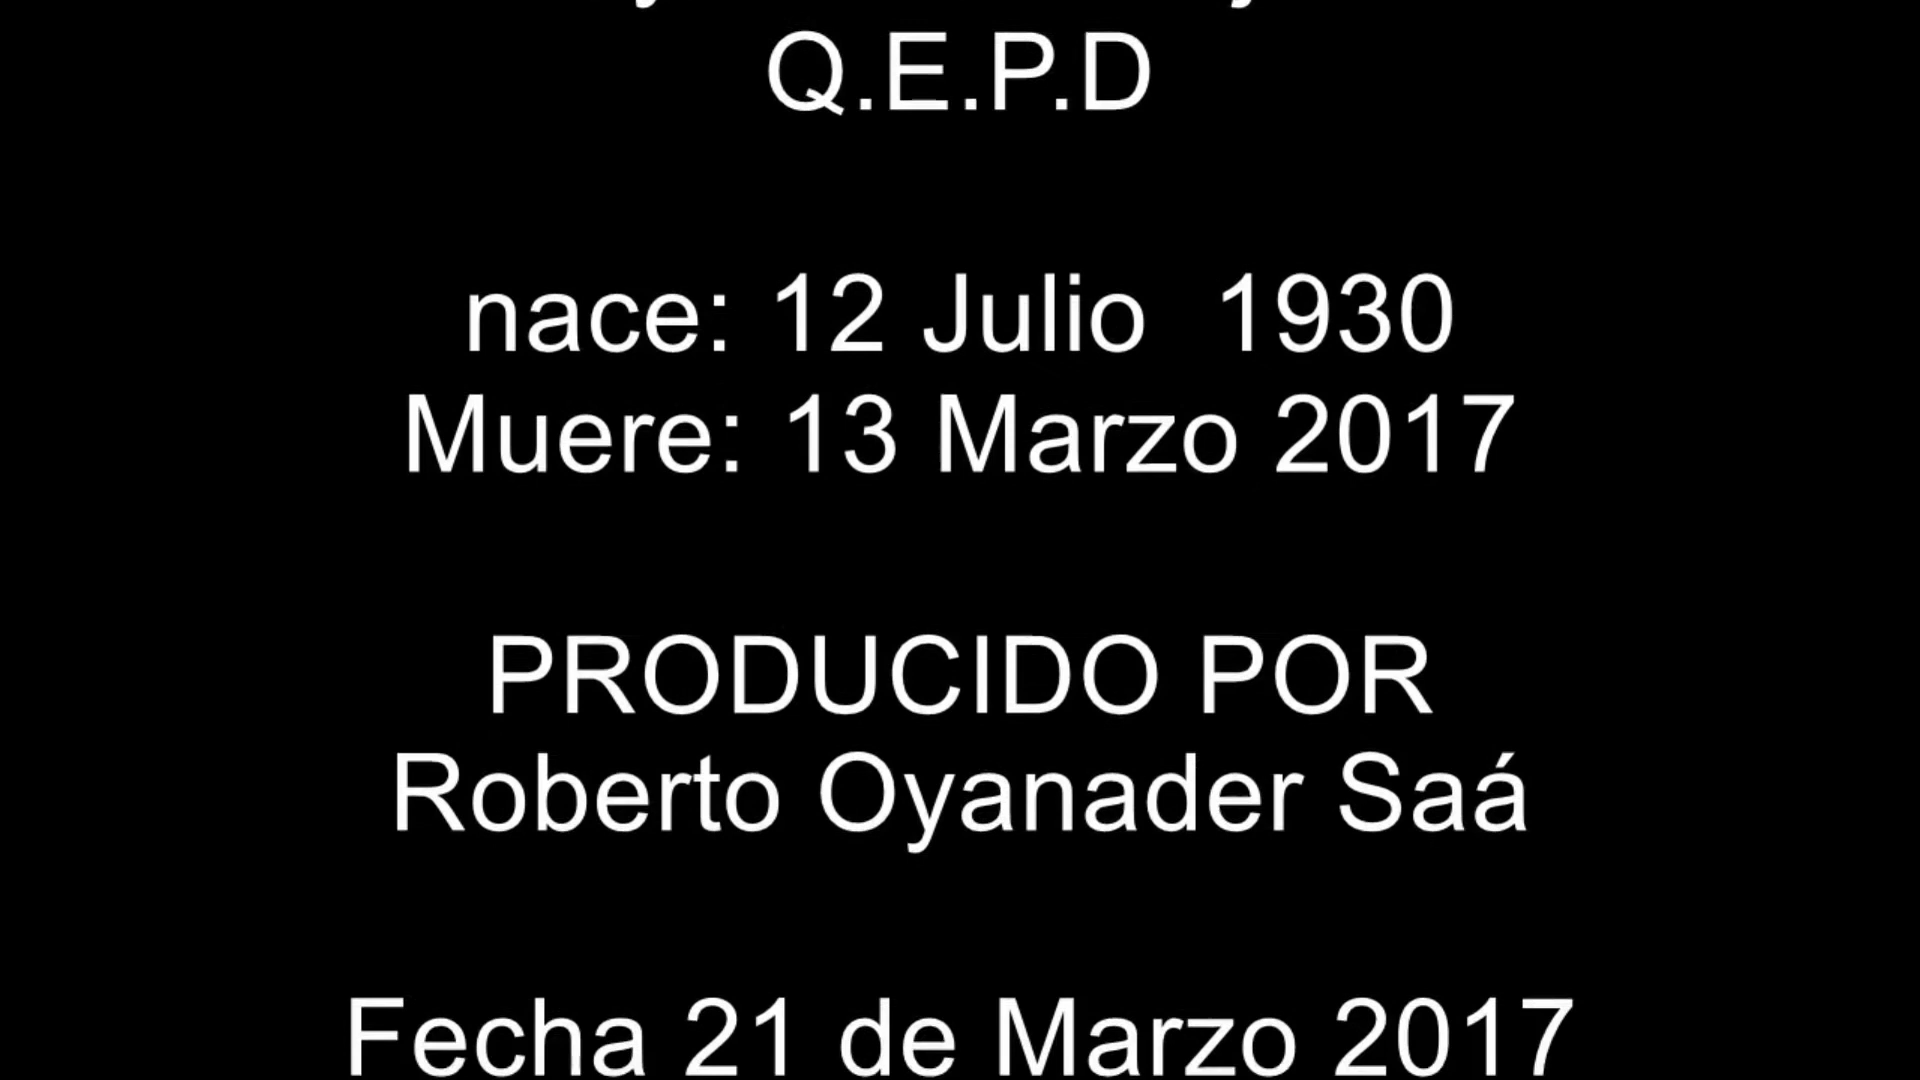 Q.E.P.D
nace: 12 Julio  1930
Muere: 13 Marzo 2017
PRODUCIDO POR
Roberto Oyanader Saá
Fecha 21 de Marzo 2017